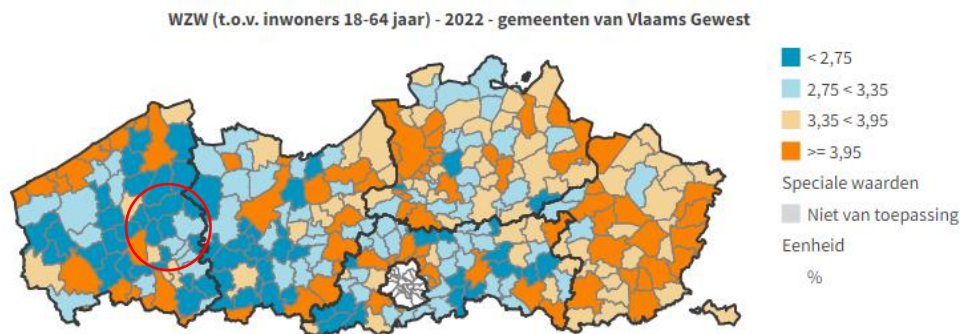 WZW (t.o.v. inwoners 18-64 jaar) - 2022 - gemeenten van Vlaams Gewest
< 2,75
2,75 < 3,35
3,35 < 3,95
>= 3,95
Speciale waarden
Niet van toepassing
Eenheid
%